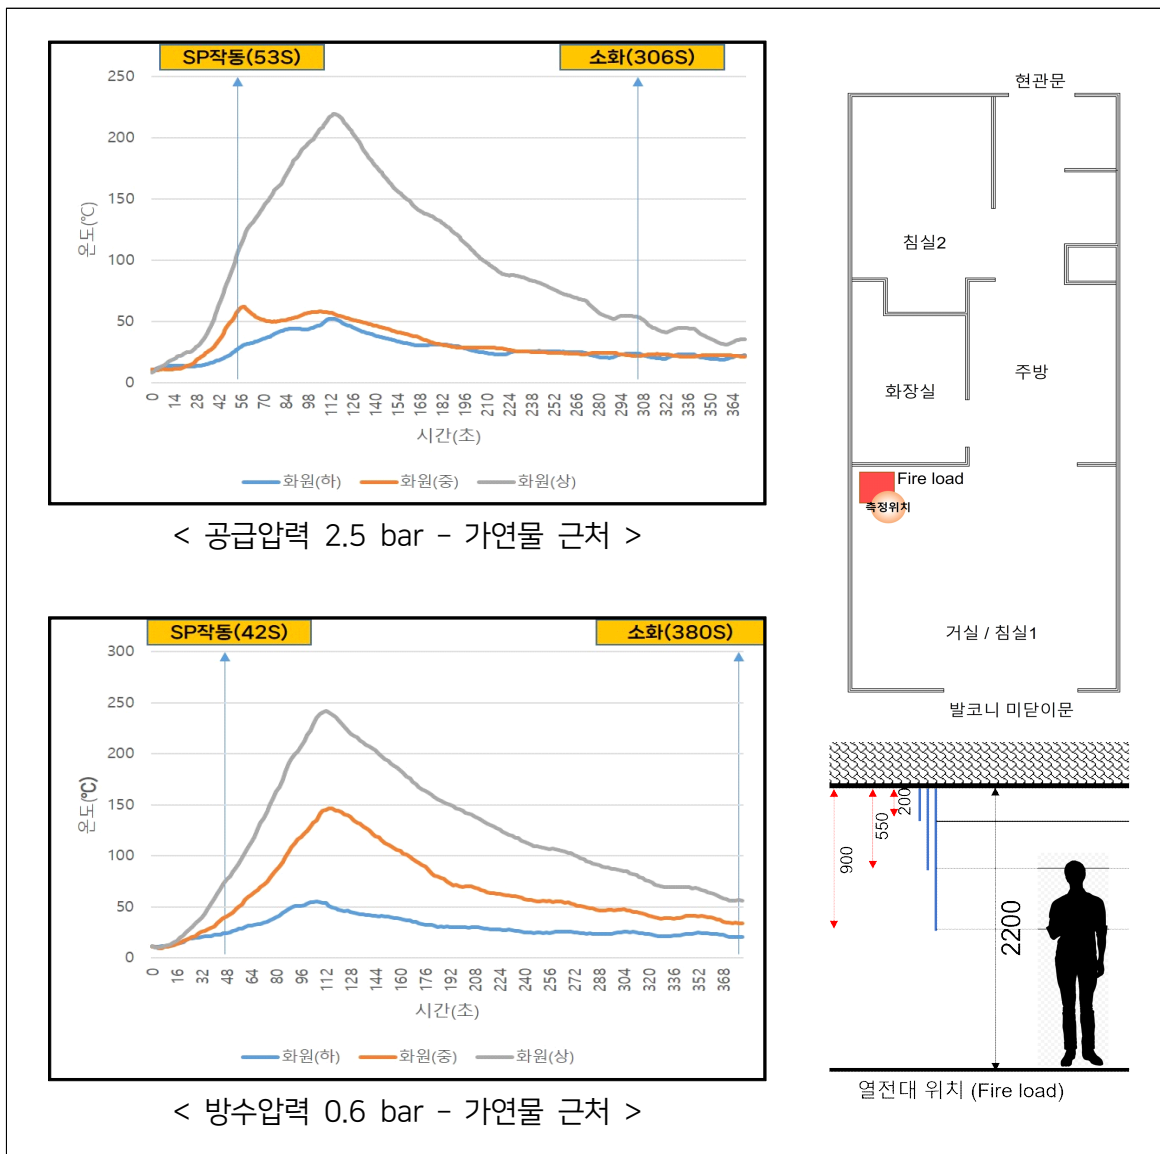 SP작동(53S)
소화(306S)
250
200
150
100
50
0
온도(℃)
0 14 28 42 56 70 84 98 112 126 140 154 168 182 196 210 224 238 252 266 280 294 308 322 336 350 364
시간(초)
화원(하) 화원(중) 화원(상)
< 공급압력 2.5 bar - 가연물 근처 >
SP작동(42S)
소화(380S)
300
250
200
150
100
50
0
온도(℃)
0 16 32 48 64 80 96 112 128 144 160 176 192 208 224 240 256 272 288 304 320 336 352 368
시간(초)
화원(하) 화원(중) 화원(상)
< 방수압력 0.6 bar - 가연물 근처 >
현관문
침실2
주방
화장실
Fire load
측정위치
거실 / 침실1
발코니 미닫이문
200
550
900
2200
열전대 위치 (Fire load)